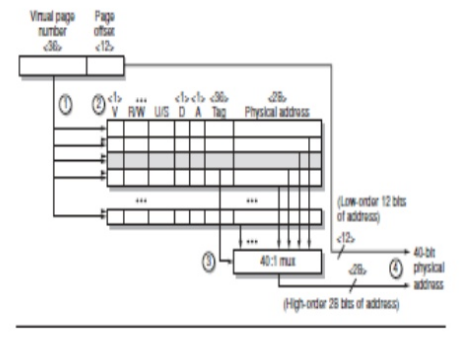 Virtual page number <36>
Page offset <12>
① ② <1> ... <1> <1> <36> <28>
V R/W U/S D A Tag Physical address
... ...
(Low-order 12 bits of address)
<12>
...
③ 40:1 mux
40-bit physical address
<28> ④
(High-order 28 bits of address)